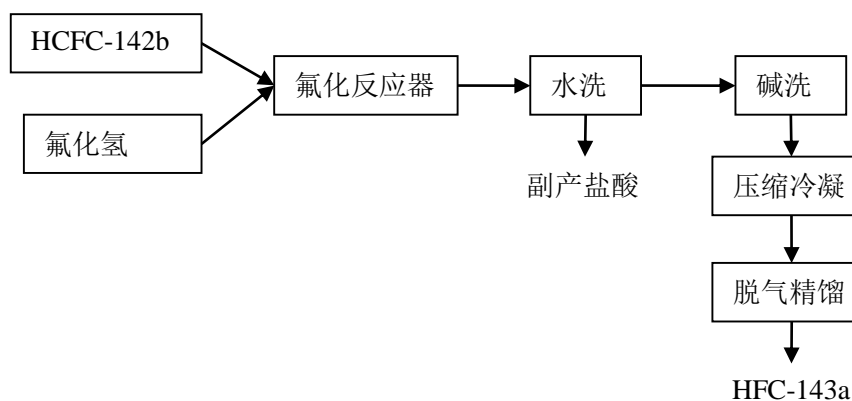 HCFC-142b
氟化氢
氟化反应器
水洗
碱洗
副产盐酸
压缩冷凝
脱气精馏
HFC-143a